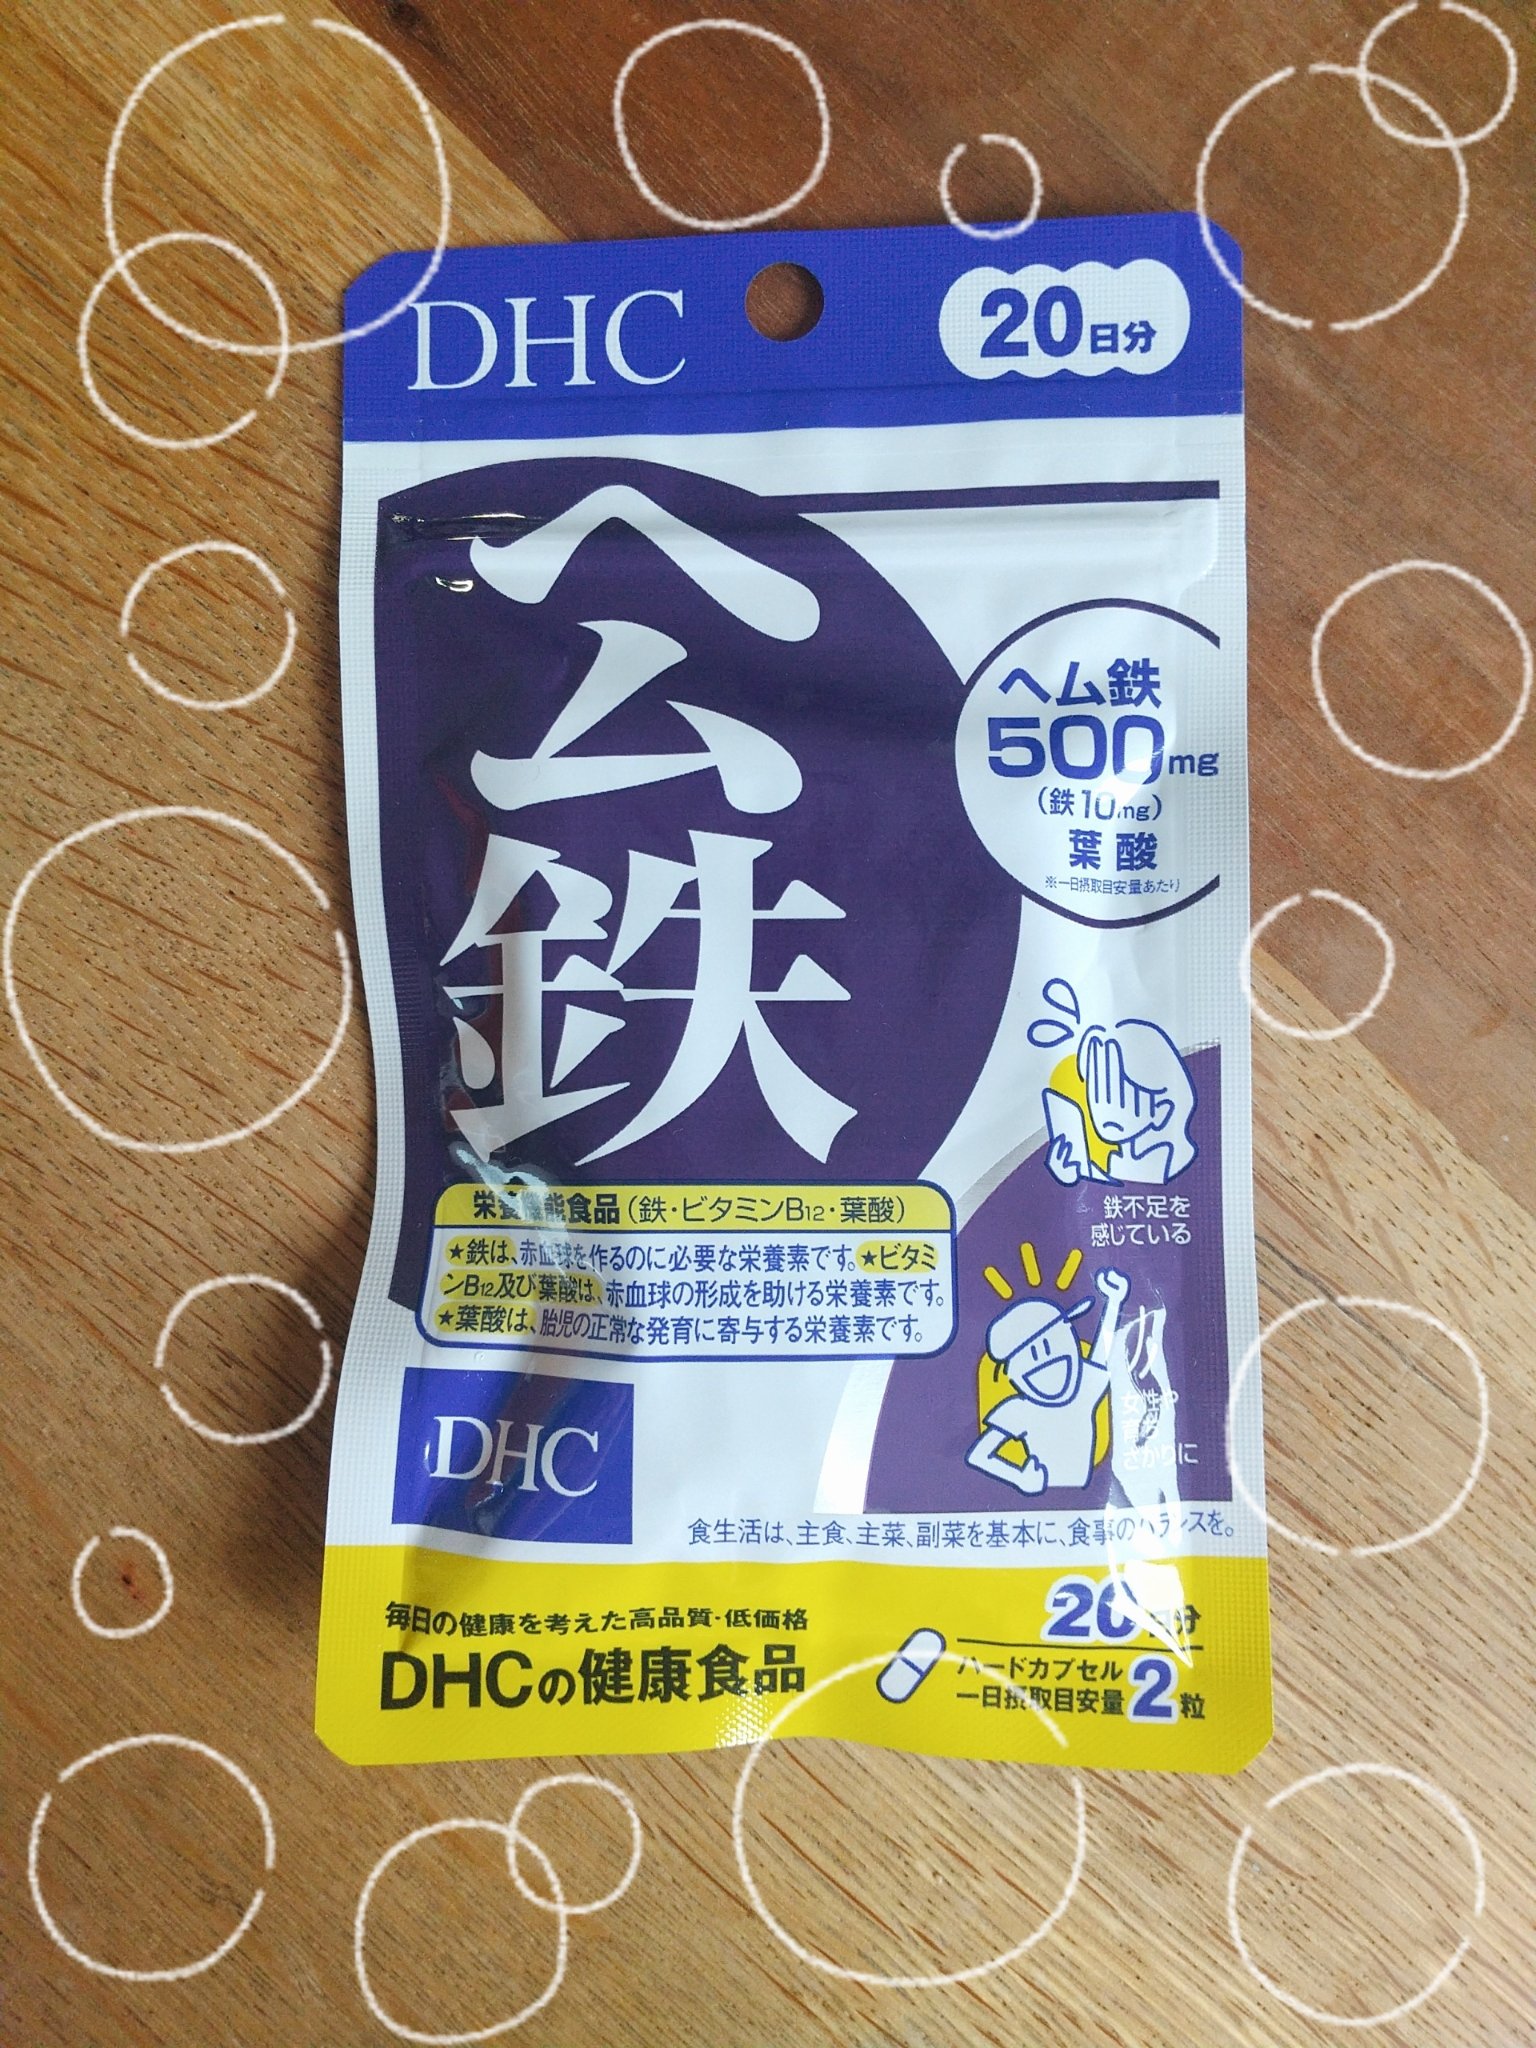 DHC
20日分
ヘム鉄
ヘム鉄
500mg
(鉄10mg)
葉酸
※一日摂取目安量あたり
鉄不足を
感じている
栄養機能食品(鉄・ビタミンB12・葉酸)
★鉄は、赤血球を作るのに必要な栄養素です。★ビタミ
ンB12及び葉酸は、赤血球の形成を助ける栄養素です。
★葉酸は、胎児の正常な発育に寄与する栄養素です。
女性や
育ち
ざかりに
DHC
食生活は、主食、主菜、副菜を基本に、食事のバランスを。
毎日の健康を考えた高品質・低価格
DHCの健康食品
20日分
ハードカプセル
一日摂取目安量2粒